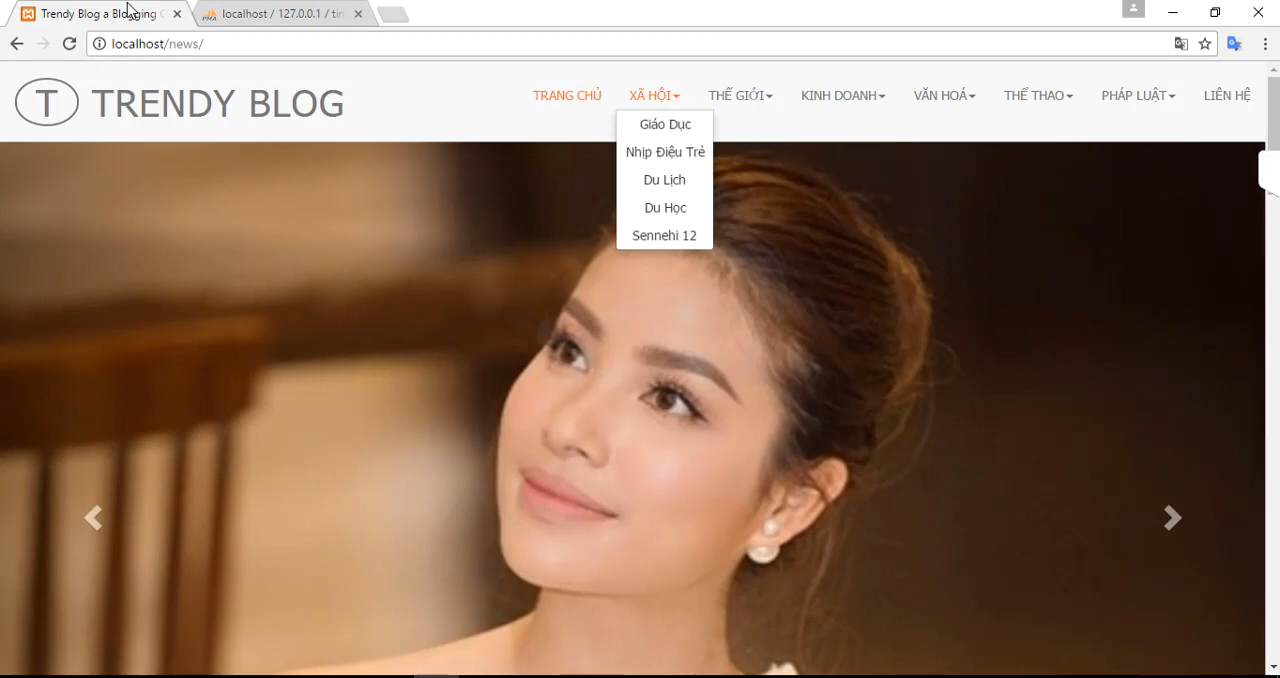 Trendy Blog a Blogging
localhost / 127.0.0.1 / tin
localhost/news/
T TRENDY BLOG
TRANG CHỦ XÃ HỘI THẾ GIỚI KINH DOANH VĂN HOÁ THỂ THAO PHÁP LUẬT LIÊN HỆ
Giáo Dục
Nhịp Điệu Trẻ
Du Lịch
Du Học
Sennehi 12